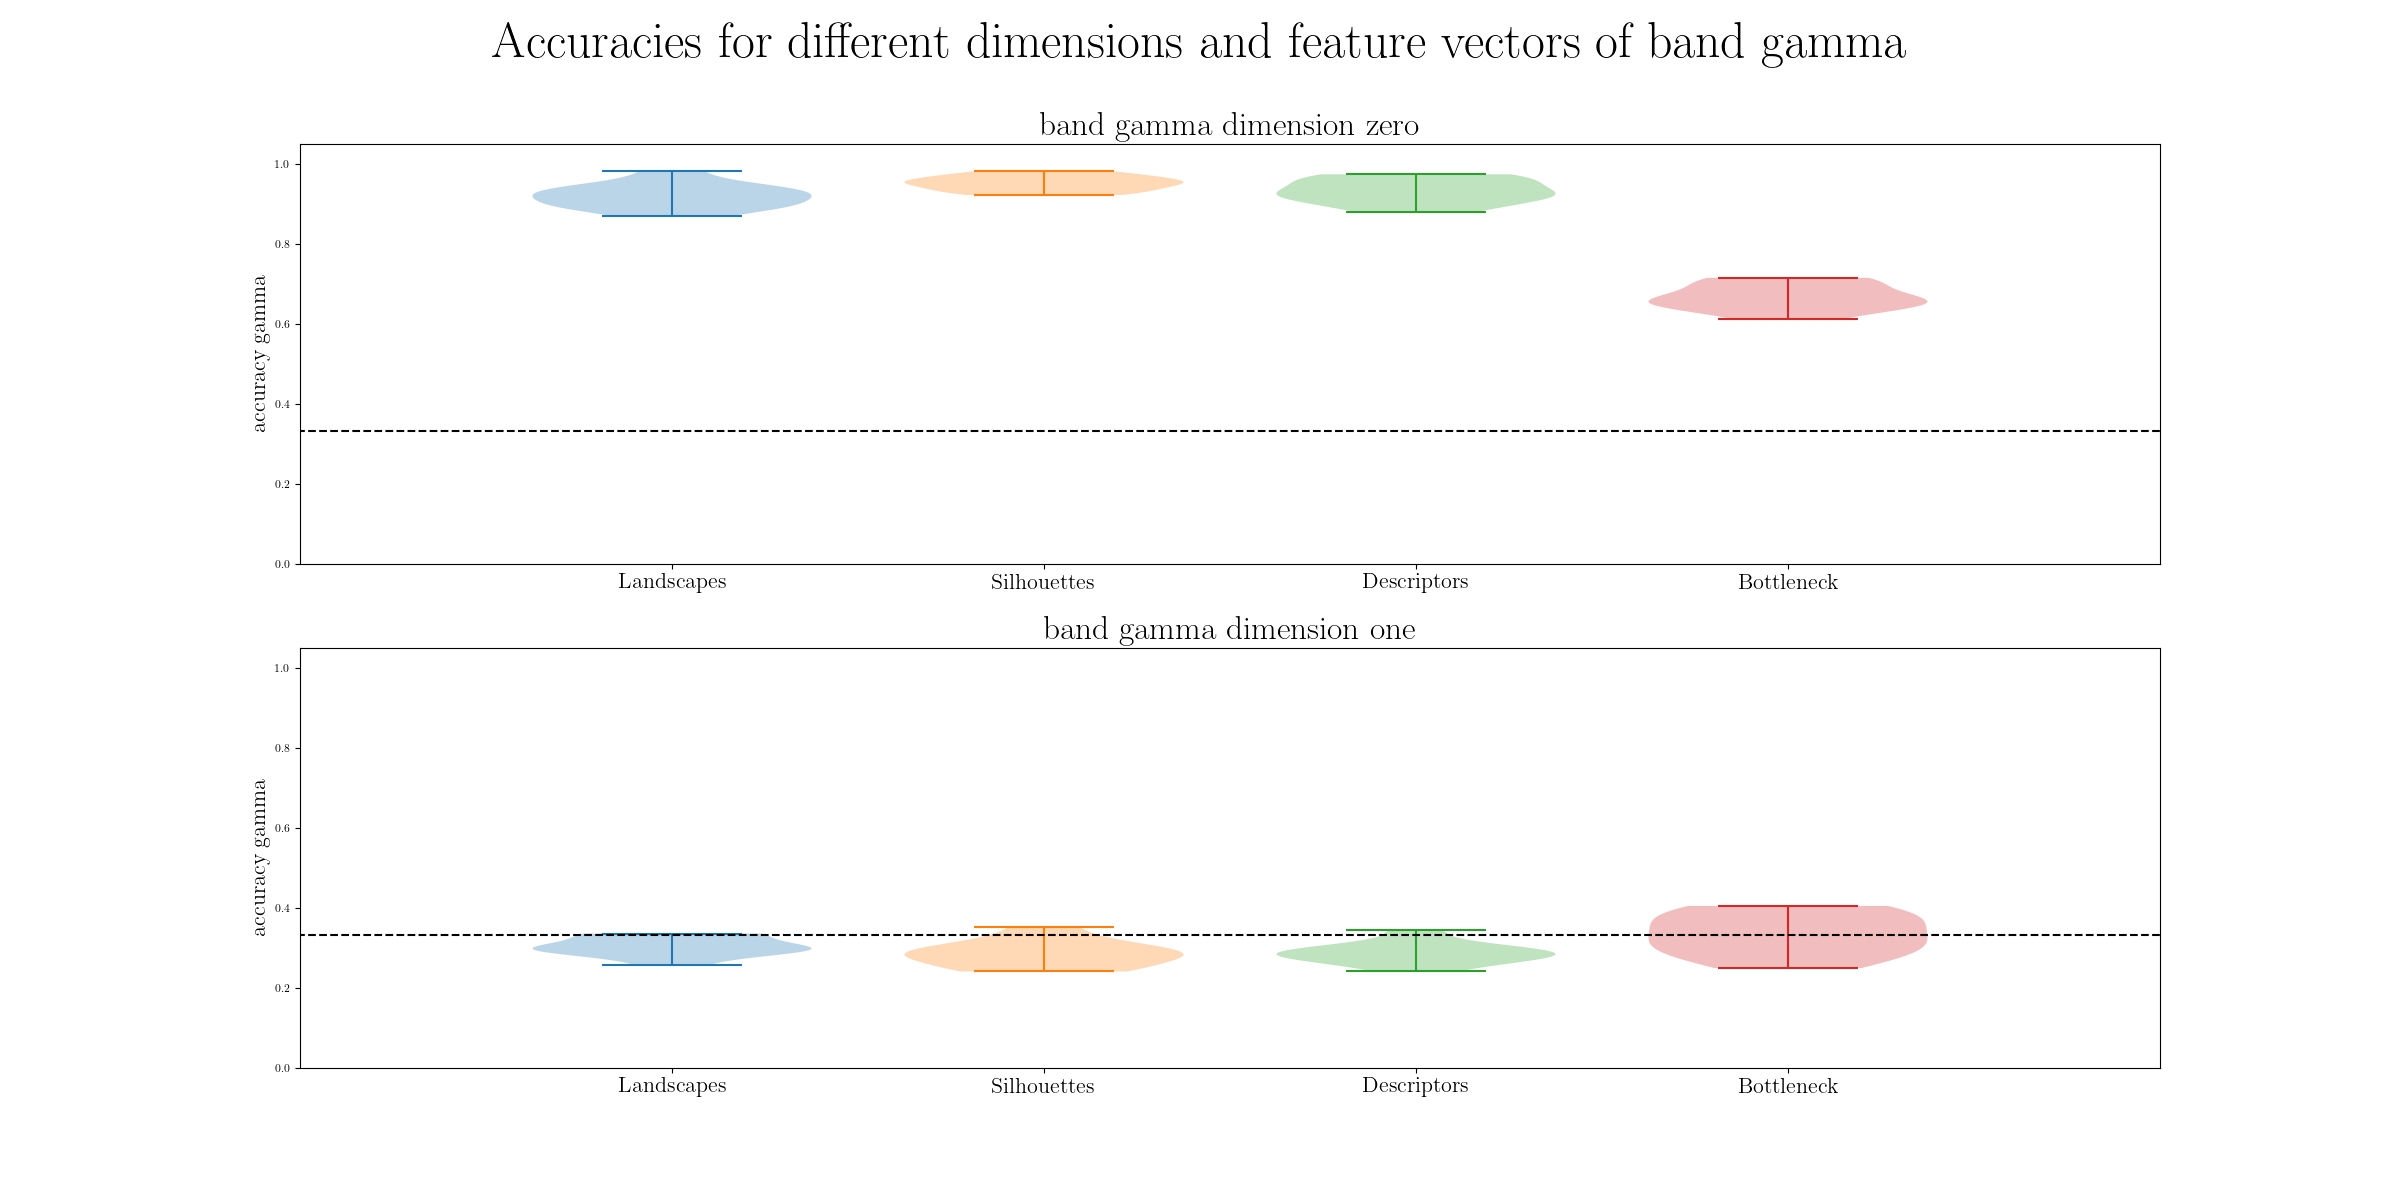 Accuracies for different dimensions and feature vectors of band gamma
band gamma dimension zero
1.0
0.8
0.6
0.4
0.2
0.0
accuracy gamma
Landscapes Silhouettes Descriptors Bottleneck
band gamma dimension one
1.0
0.8
0.6
0.4
0.2
0.0
accuracy gamma
Landscapes Silhouettes Descriptors Bottleneck